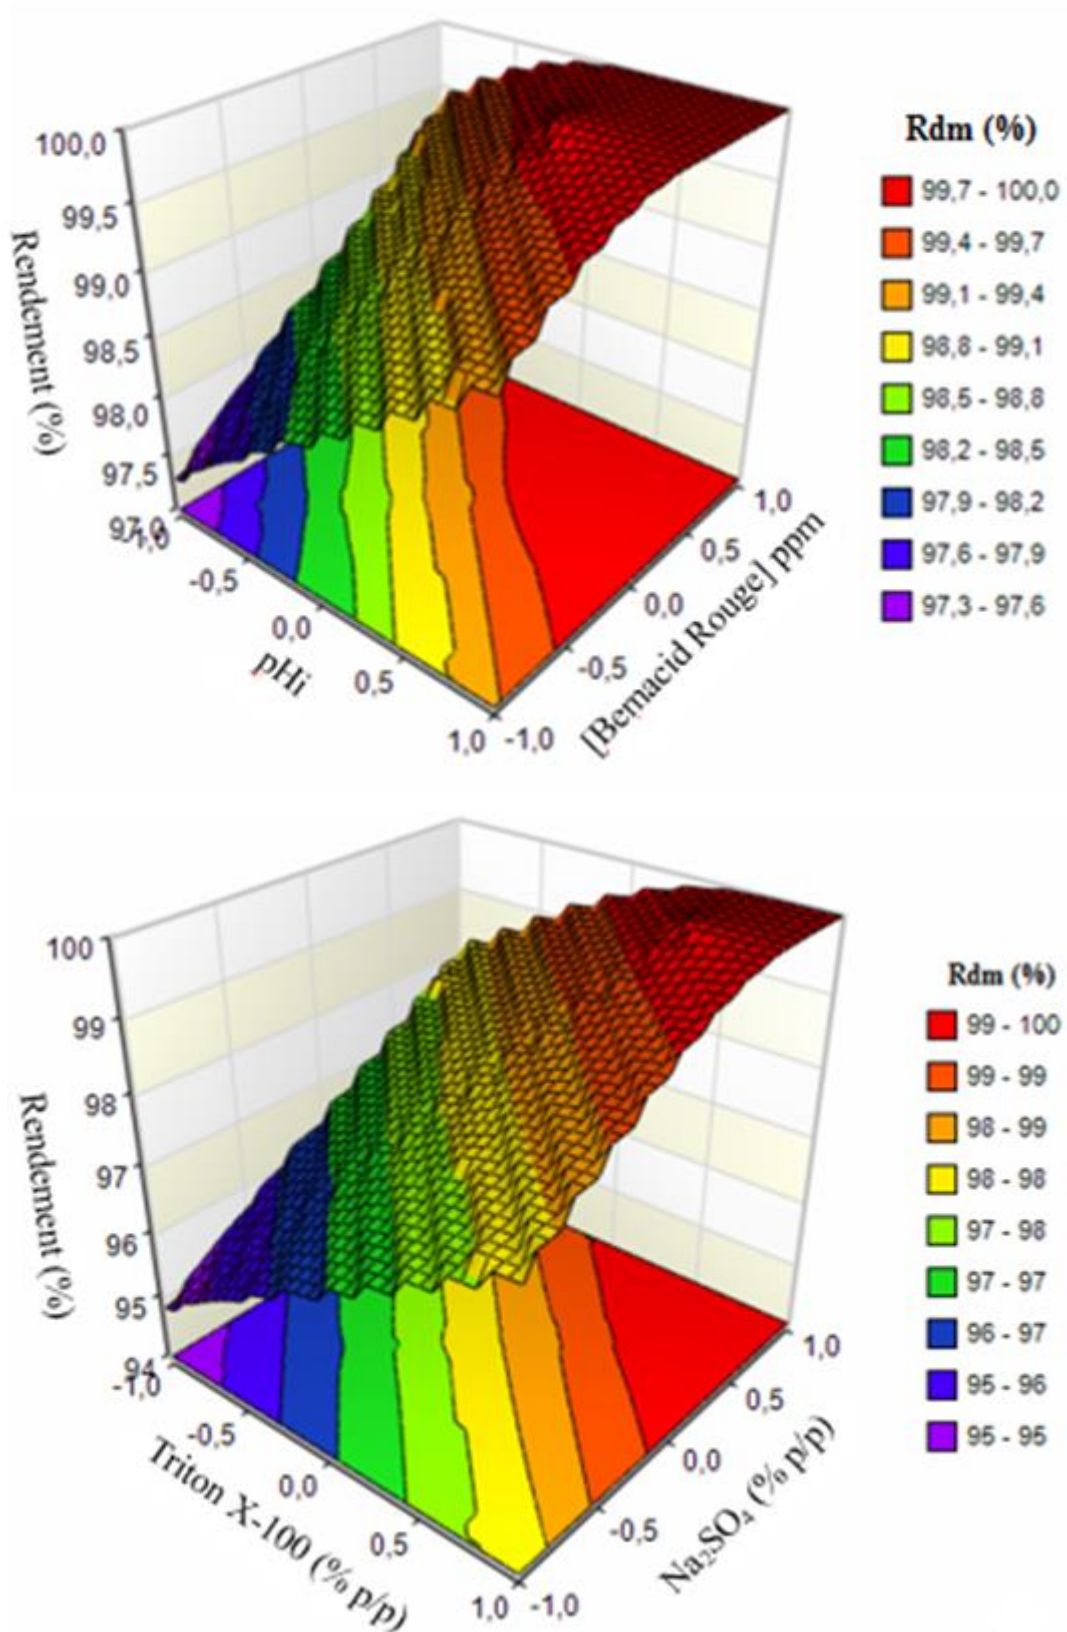 Rdm (%)
99,7 - 100,0
99,4 - 99,7
99,1 - 99,4
98,8 - 99,1
98,5 - 98,8
98,2 - 98,5
97,9 - 98,2
97,6 - 97,9
97,3 - 97,6
Rendement (%)
100,0
99,5
99,0
98,5
98,0
97,5
97,0
-1,0
-0,5
0,0
0,5
1,0
pHi
-1,0
-0,5
0,0
0,5
1,0
[Bemacid Rouge] ppm
Rdm (%)
99 - 100
99 - 99
98 - 99
98 - 98
97 - 98
97 - 97
96 - 97
95 - 96
95 - 95
Rendement (%)
100
99
98
97
96
95
94
-1,0
-0,5
0,0
0,5
1,0
Triton X-100 (% p/p)
-1,0
-0,5
0,0
0,5
1,0
Na₂SO₄ (% p/p)